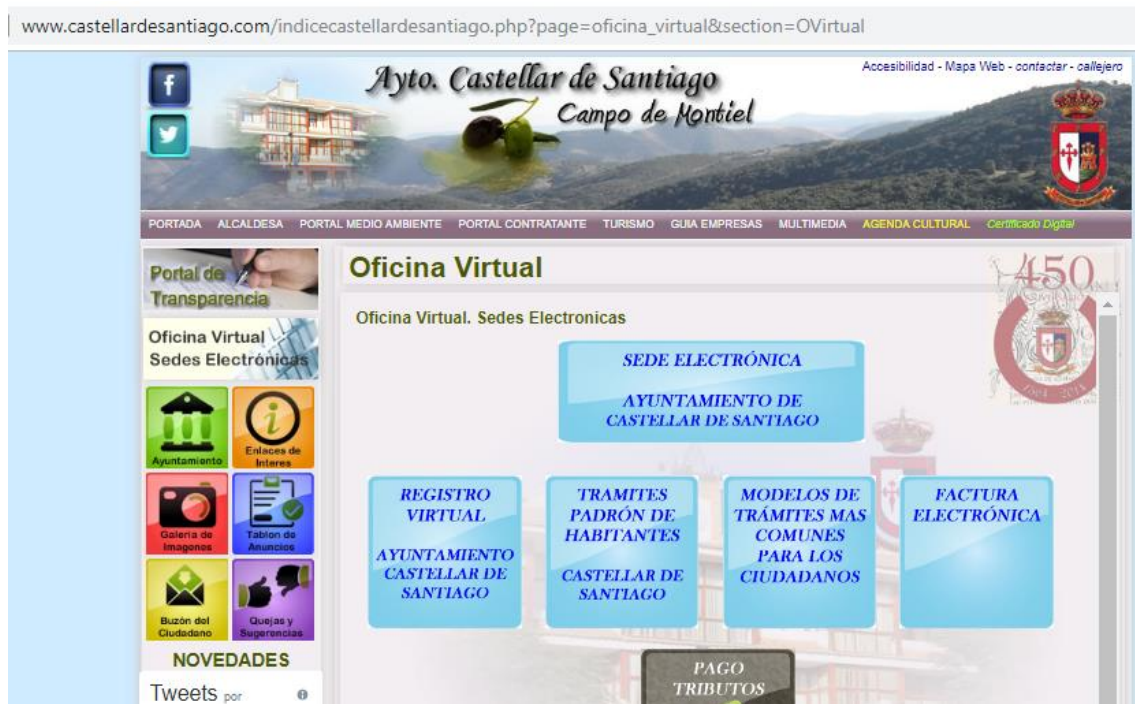 www.castellardesantiago.com/indicecastellardesantiago.php?page=oficina_virtual&section=OVirtual
Ayto. Castellar de Santiago
Campo de Montiel
Accesibilidad - Mapa Web - contactar - callejero
PORTADA ALCALDESA PORTAL MEDIO AMBIENTE PORTAL CONTRATANTE TURISMO GUIA EMPRESAS MULTIMEDIA AGENDA CULTURAL Certificado Digital
Portal de
Transparencia
Oficina Virtual
Sedes Electrónicas
Ayuntamiento
Enlaces de
Interes
Galeria de
Imagenes
Tablon de
Anuncios
Buzón del
Ciudadano
Quejas y
Sugerencias
NOVEDADES
Tweets por
Oficina Virtual
450
Oficina Virtual. Sedes Electronicas
SEDE ELECTRÓNICA
AYUNTAMIENTO DE
CASTELLAR DE SANTIAGO
REGISTRO
VIRTUAL
AYUNTAMIENTO
CASTELLAR DE
SANTIAGO
TRAMITES
PADRÓN DE
HABITANTES
CASTELLAR DE
SANTIAGO
MODELOS DE
TRÁMITES MAS
COMUNES
PARA LOS
CIUDADANOS
FACTURA
ELECTRÓNICA
PAGO
TRIBUTOS